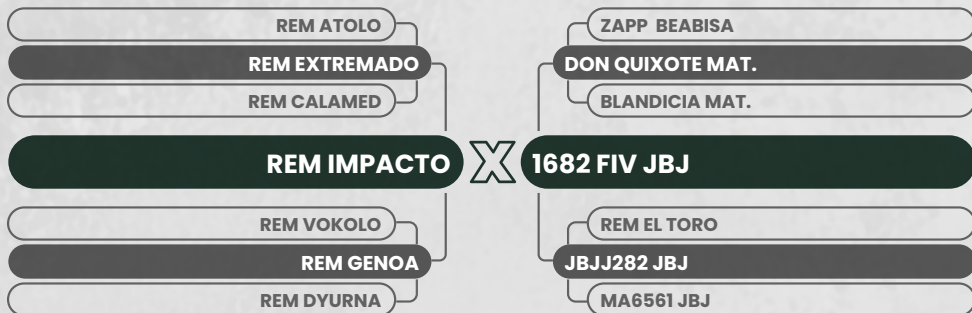 REM ATOLO
REM EXTREMADO
REM CALAMED
REM IMPACTO
REM VOKOLO
REM GENOA
REM DYURNA
X
ZAPP BEABISA
DON QUIXOTE MAT.
BLANDICIA MAT.
1682 FIV JBJ
REM EL TORO
JBJJ282 JBJ
MA6561 JBJ